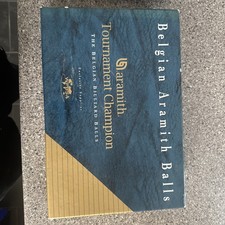 Belgian Aramith Balls
aramith
Tournament Champion
THE BELGIAN BILLIARD BALLS